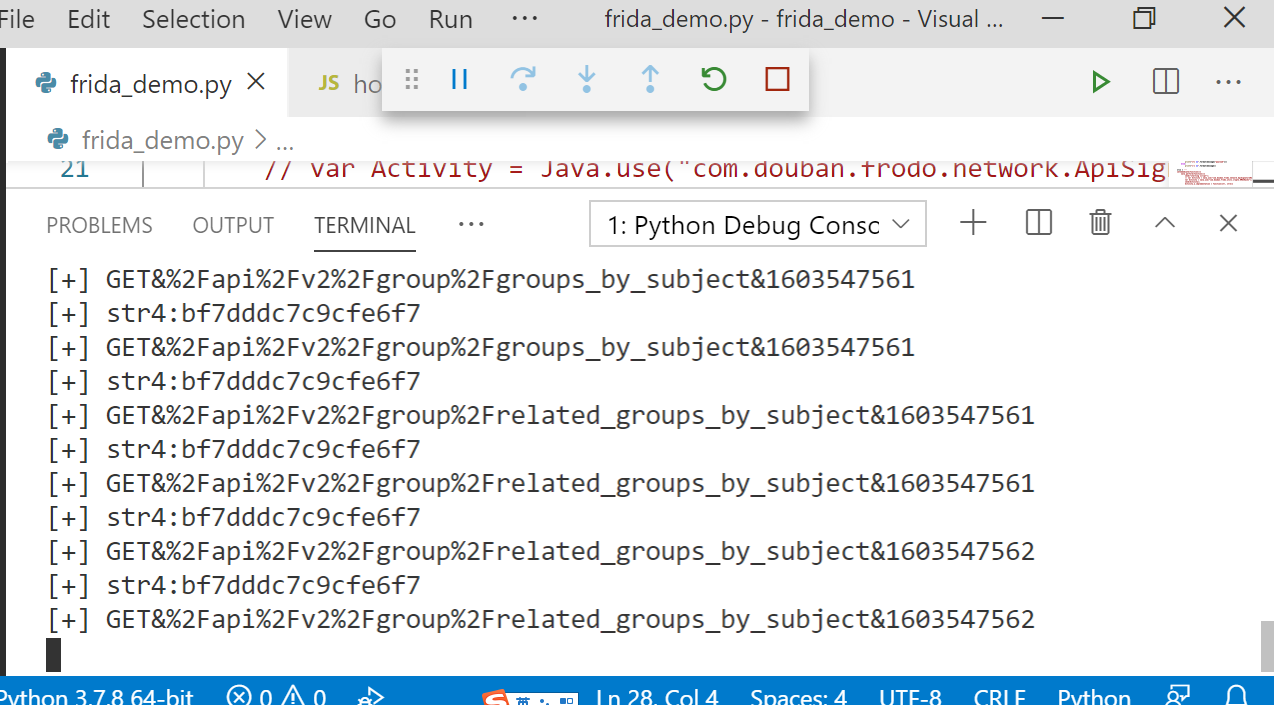 File Edit Selection View Go Run ··· frida_demo.py - frida_demo - Visual ...
frida_demo.py JS ho
frida_demo.py > ...
21 // var Activity = Java.use("com.douban.frodo.network.ApiSig
PROBLEMS OUTPUT TERMINAL ··· 1: Python Debug Consc
[+] GET&%2Fapi%2Fv2%2Fgroup%2Fgroups_by_subject&1603547561
[+] str4:bf7dddc7c9cfe6f7
[+] GET&%2Fapi%2Fv2%2Fgroup%2Fgroups_by_subject&1603547561
[+] str4:bf7dddc7c9cfe6f7
[+] GET&%2Fapi%2Fv2%2Fgroup%2Frelated_groups_by_subject&1603547561
[+] str4:bf7dddc7c9cfe6f7
[+] GET&%2Fapi%2Fv2%2Fgroup%2Frelated_groups_by_subject&1603547561
[+] str4:bf7dddc7c9cfe6f7
[+] GET&%2Fapi%2Fv2%2Fgroup%2Frelated_groups_by_subject&1603547562
[+] str4:bf7dddc7c9cfe6f7
[+] GET&%2Fapi%2Fv2%2Fgroup%2Frelated_groups_by_subject&1603547562
Python 3.7.8 64-bit 0 0 英 Ln 28, Col 4 Spaces: 4 UTF-8 CRLF Python